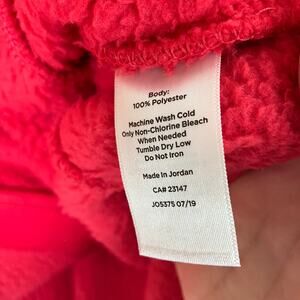 Body:
100% Polyester
Machine Wash Cold
Only Non-Chlorine Bleach
When Needed
Tumble Dry Low
Do Not Iron
Made In Jordan
CA# 23147
JO5375 07/19